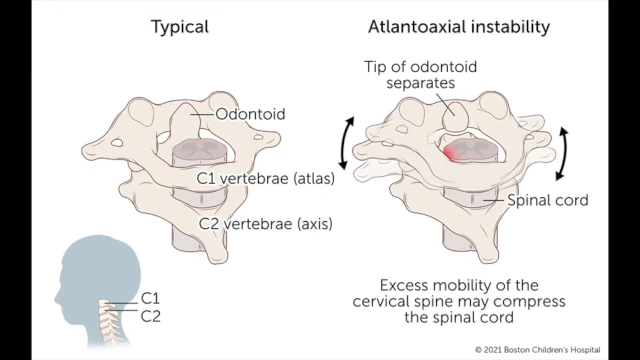 Typical
Atlantoaxial instability
Tip of odontoid
separates
Odontoid
C1 vertebrae (atlas)
Spinal cord
C2 vertebrae (axis)
C1
C2
Excess mobility of the
cervical spine may compress
the spinal cord
© 2021 Boston Children's Hospital